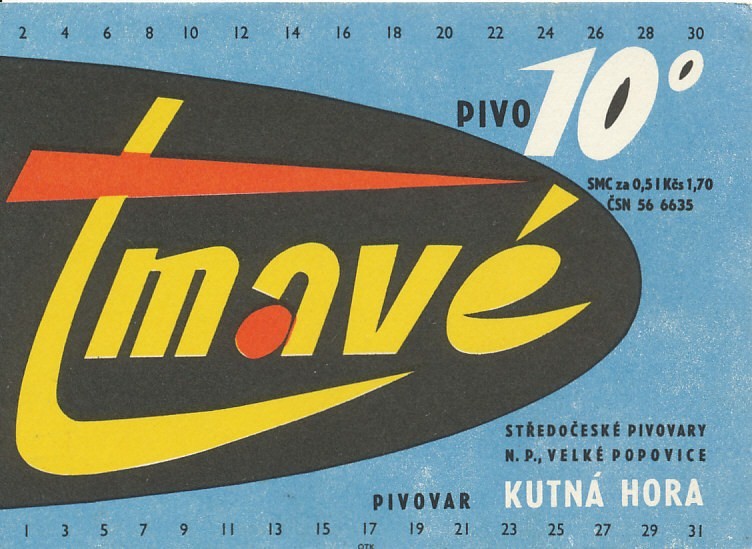 2 4 6 8 10 12 14 16 18 20 22 24 26 28 30
PIVO 10°
SMC za 0,5 l Kčs 1,70
ČSN 56 6635
tmavé
STŘEDOČESKÉ PIVOVARY
N. P., VELKÉ POPOVICE
PIVOVAR KUTNÁ HORA
1 3 5 7 9 11 13 15 17 19 21 23 25 27 29 31
OTK